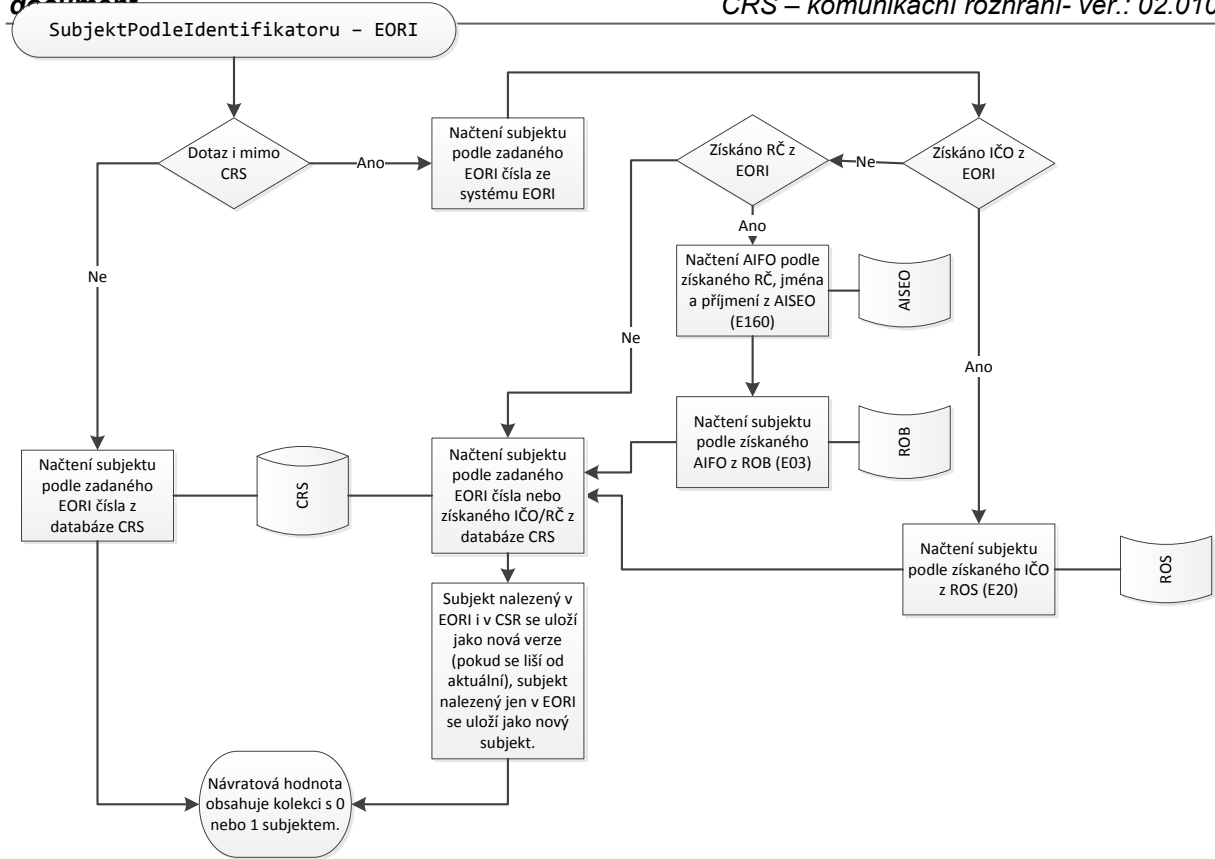 document
CRS – komunikační rozhraní- ver.: 02.010
SubjektPodleIdentifikatoru – EORI
Dotaz i mimo
CRS
Ano
Načtení subjektu
podle zadaného
EORI čísla ze
systému EORI
Získáno RČ z
EORI
Ne
Získáno IČO z
EORI
Ne
Ano
Načtení AIFO podle
získaného RČ, jména
a příjmení z AISEO
(E160)
AISEO
Ne
Ano
Načtení subjektu
podle získaného
AIFO z ROB (E03)
ROB
Načtení subjektu
podle zadaného
EORI čísla z
databáze CRS
CRS
Načtení subjektu
podle zadaného
EORI čísla nebo
získaného IČO/RČ z
databáze CRS
Načtení subjektu
podle získaného IČO
z ROS (E20)
ROS
Subjekt nalezený v
EORI i v CSR se uloží
jako nová verze
(pokud se liší od
aktuální), subjekt
nalezený jen v EORI
se uloží jako nový
subjekt.
Návratová hodnota
obsahuje kolekci s 0
nebo 1 subjektem.